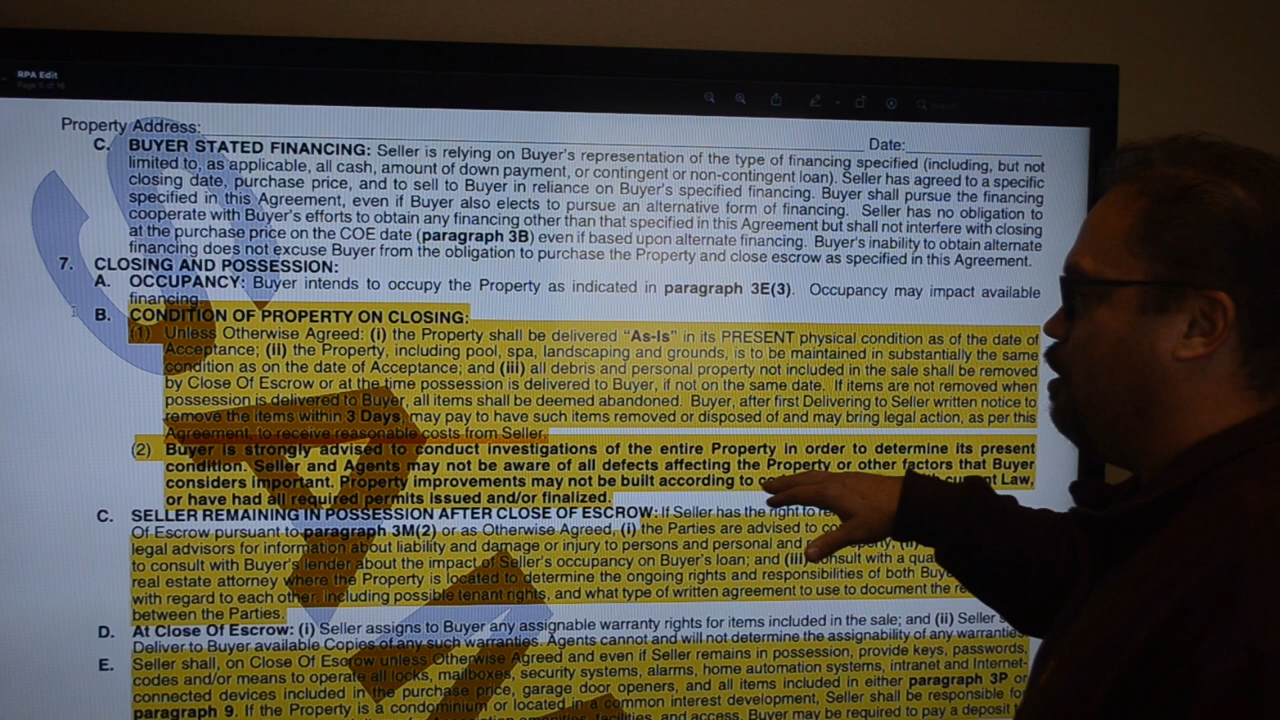 RPA Edit
Page 5 of 16
Property Address: Date:
C. BUYER STATED FINANCING: Seller is relying on Buyer's representation of the type of financing specified (including, but not
limited to, as applicable, all cash, amount of down payment, or contingent or non-contingent loan). Seller has agreed to a specific
closing date, purchase price, and to sell to Buyer in reliance on Buyer's specified financing. Buyer shall pursue the financing
specified in this Agreement, even if Buyer also elects to pursue an alternative form of financing. Seller has no obligation to
cooperate with Buyer's efforts to obtain any financing other than that specified in this Agreement but shall not interfere with closing
at the purchase price on the COE date (paragraph 3B) even if based upon alternate financing. Buyer's inability to obtain alternate
financing does not excuse Buyer from the obligation to purchase the Property and close escrow as specified in this Agreement.
7. CLOSING AND POSSESSION:
A. OCCUPANCY: Buyer intends to occupy the Property as indicated in paragraph 3E(3). Occupancy may impact available
financing.
B. CONDITION OF PROPERTY ON CLOSING:
(1) Unless Otherwise Agreed: (i) the Property shall be delivered "As-Is" in its PRESENT physical condition as of the date of
Acceptance; (ii) the Property, including pool, spa, landscaping and grounds, is to be maintained in substantially the same
condition as on the date of Acceptance; and (iii) all debris and personal property not included in the sale shall be removed
by Close Of Escrow or at the time possession is delivered to Buyer, if not on the same date. If items are not removed when
possession is delivered to Buyer, all items shall be deemed abandoned. Buyer, after first Delivering to Seller written notice to
remove the items within 3 Days, may pay to have such items removed or disposed of and may bring legal action, as per this
Agreement, to receive reasonable costs from Seller.
(2) Buyer is strongly advised to conduct investigations of the entire Property in order to determine its present
condition. Seller and Agents may not be aware of all defects affecting the Property or other factors that Buyer
considers important. Property improvements may not be built according to current Law,
or have had all required permits issued and/or finalized.
C. SELLER REMAINING IN POSSESSION AFTER CLOSE OF ESCROW: If Seller has the right to
Of Escrow pursuant to paragraph 3M(2) or as Otherwise Agreed, (i) the Parties are advised to
legal advisors for information about liability and damage or injury to persons and personal and
to consult with Buyer's lender about the impact of Seller's occupancy on Buyer's loan; and (iii) consult with a
real estate attorney where the Property is located to determine the ongoing rights and responsibilities of both
with regard to each other, including possible tenant rights, and what type of written agreement to use to document the
between the Parties.
D. At Close Of Escrow: (i) Seller assigns to Buyer any assignable warranty rights for items included in the sale; and (ii) Seller
Deliver to Buyer available Copies of any such warranties. Agents cannot and will not determine the assignability of any warranties.
E. Seller shall, on Close Of Escrow unless Otherwise Agreed and even if Seller remains in possession, provide keys, passwords,
codes and/or means to operate all locks, mailboxes, security systems, alarms, home automation systems, intranet and Internet-
connected devices included in the purchase price, garage door openers, and all items included in either paragraph 3P or
paragraph 9. If the Property is a condominium or located in a common interest development, Seller shall be responsible for
facilities, and access. Buyer may be required to pay a deposit